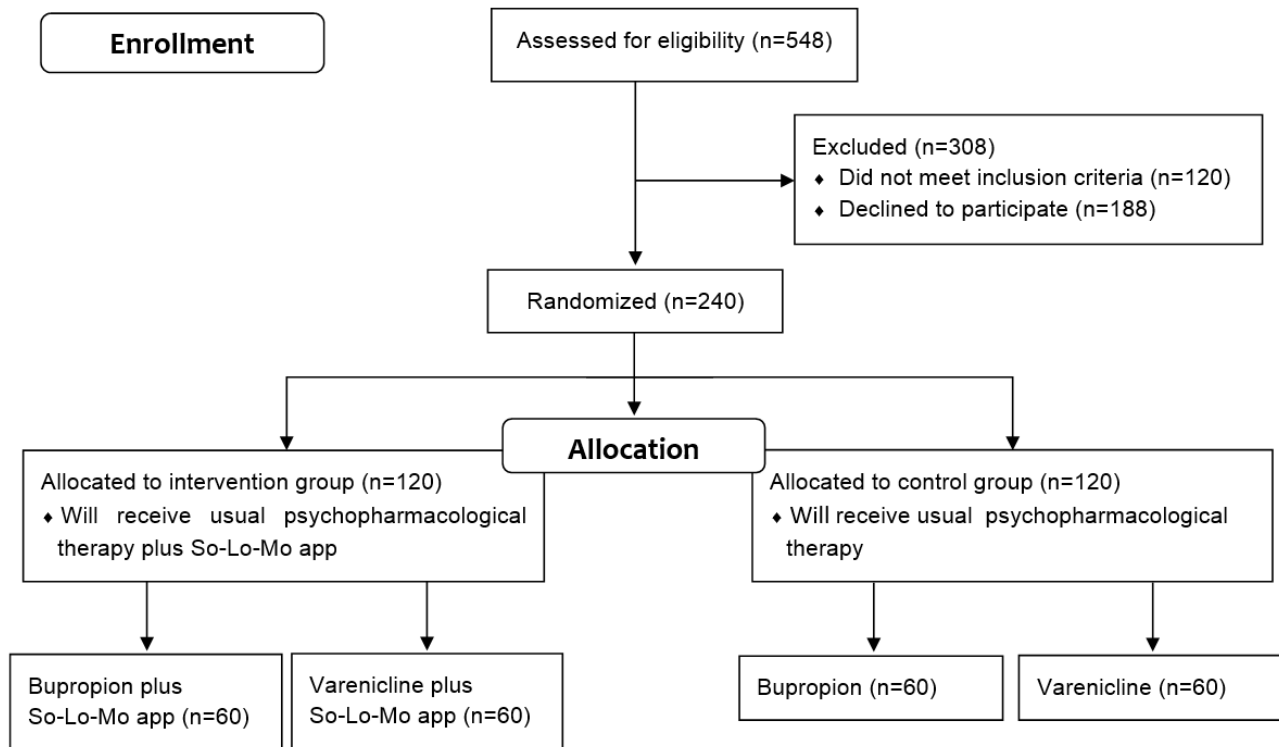 Enrollment
Assessed for eligibility (n=548)
Excluded (n=308)
♦ Did not meet inclusion criteria (n=120)
♦ Declined to participate (n=188)
Randomized (n=240)
Allocation
Allocated to intervention group (n=120)
♦ Will receive usual psychopharmacological
therapy plus So-Lo-Mo app
Allocated to control group (n=120)
♦ Will receive usual psychopharmacological
therapy
Bupropion plus
So-Lo-Mo app (n=60)
Varenicline plus
So-Lo-Mo app (n=60)
Bupropion (n=60)
Varenicline (n=60)